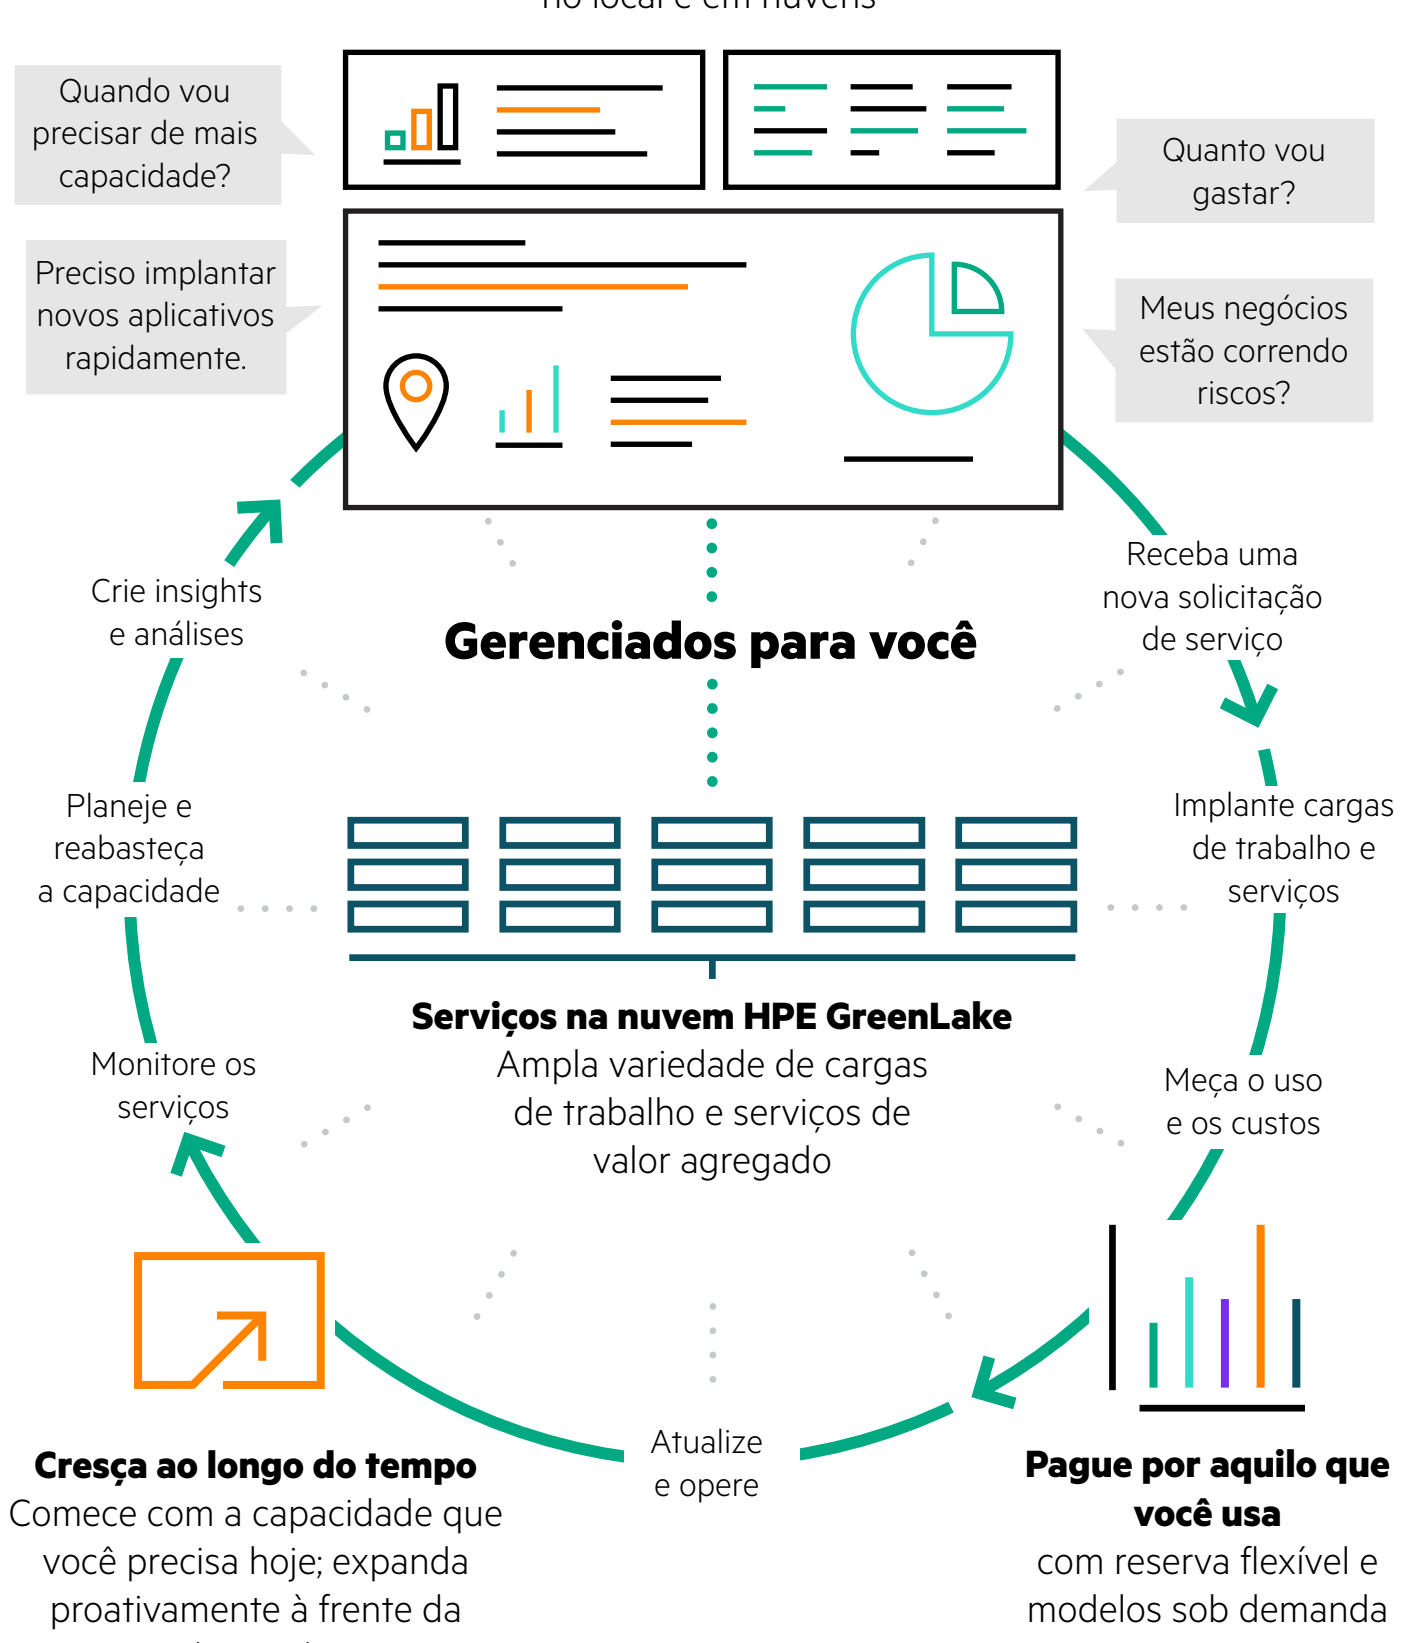 no local e em nuvens
Quando vou
precisar de mais
capacidade?
Quanto vou
gastar?
Preciso implantar
novos aplicativos
rapidamente.
Meus negócios
estão correndo
riscos?
Receba uma
nova solicitação
de serviço
Crie insights
e análises
Gerenciados para você
Planeje e
reabasteça
a capacidade
Implante cargas
de trabalho e
serviços
Serviços na nuvem HPE GreenLake
Ampla variedade de cargas
de trabalho e serviços de
valor agregado
Monitore os
serviços
Meça o uso
e os custos
Atualize
e opere
Cresça ao longo do tempo
Comece com a capacidade que
você precisa hoje; expanda
proativamente à frente da
Pague por aquilo que
você usa
com reserva flexível e
modelos sob demanda